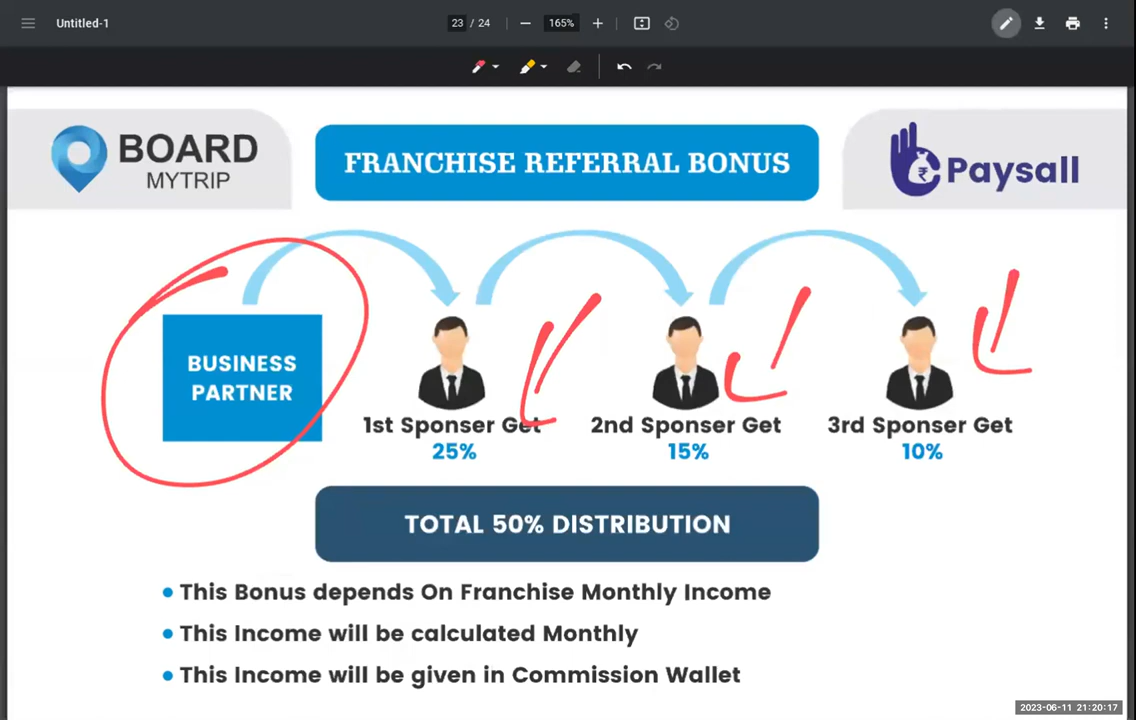 Untitled-1
23 / 24
165%
BOARD
MYTRIP
FRANCHISE REFERRAL BONUS
Paysall
BUSINESS
PARTNER
1st Sponser Get
25%
2nd Sponser Get
15%
3rd Sponser Get
10%
TOTAL 50% DISTRIBUTION
This Bonus depends On Franchise Monthly Income
This Income will be calculated Monthly
This Income will be given in Commission Wallet
2023-06-11 21:20:17